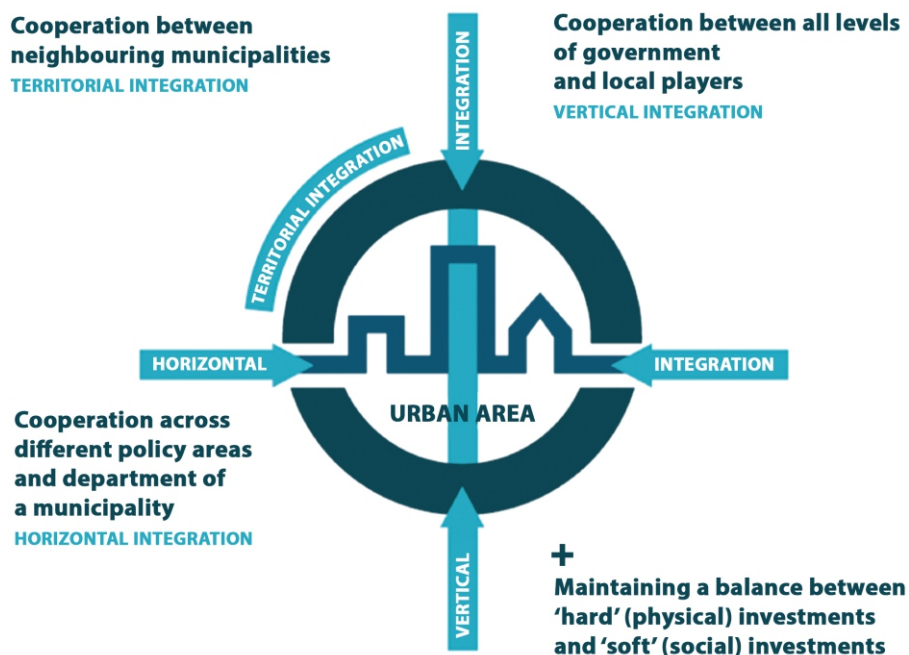 Cooperation between
neighbouring municipalities
TERRITORIAL INTEGRATION
Cooperation between all levels
of government
and local players
VERTICAL INTEGRATION
INTEGRATION
TERRITORIAL INTEGRATION
HORIZONTAL
INTEGRATION
URBAN AREA
Cooperation across
different policy areas
and department of
a municipality
HORIZONTAL INTEGRATION
VERTICAL
+
Maintaining a balance between
‘hard’ (physical) investments
and ‘soft’ (social) investments